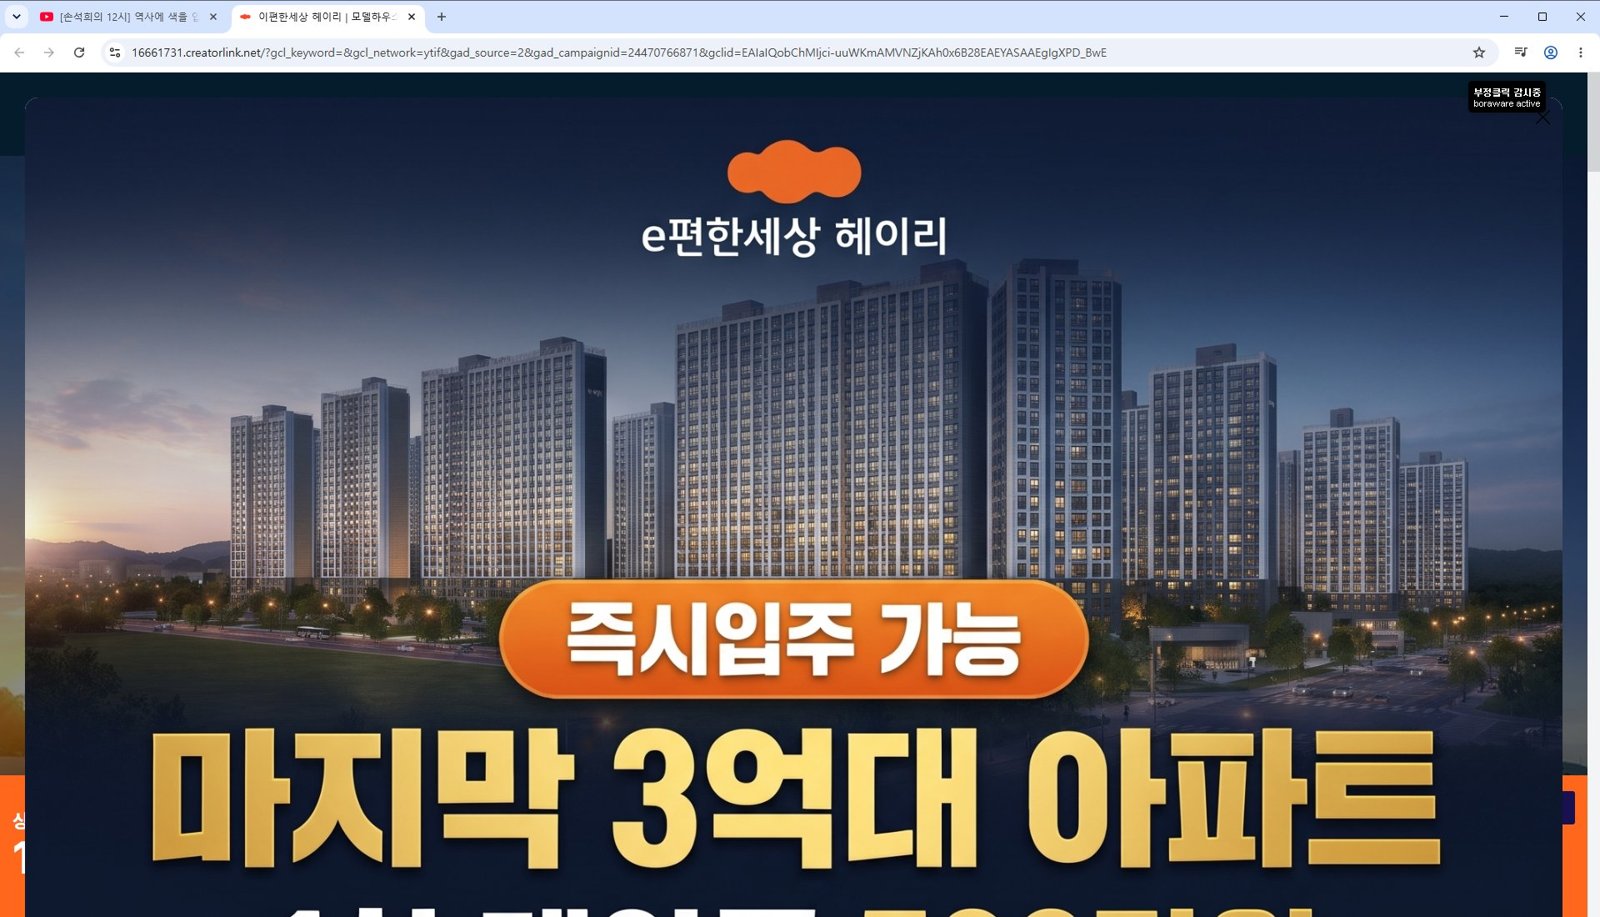 [손석희의 12시] 역사에 색을 입
이편한세상 헤이리 | 모델하우스
16661731.creatorlink.net/?gcl_keyword=&gcl_network=ytif&gad_source=2&gad_campaignid=24470766871&gclid=EAIaIQobChMIjci-uuWKmAMVNZjKAh0x6B28EAEYASAAEgIgXPD_BwE
부정클릭 감시중
boraware active
e편한세상 헤이리
즉시입주 가능
마지막 3억대 아파트